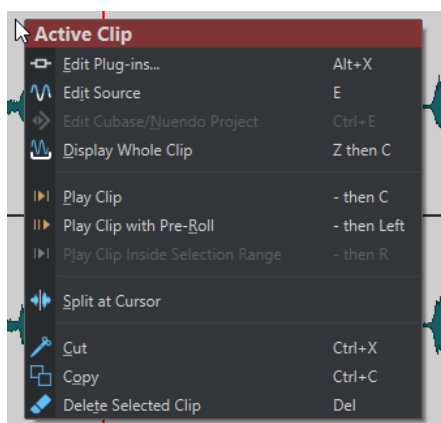 Active Clip
Edit Plug-ins... Alt+X
Edit Source E
Edit Cubase/Nuendo Project Ctrl+E
Display Whole Clip Z then C
Play Clip - then C
Play Clip with Pre-Roll - then Left
Play Clip Inside Selection Range - then R
Split at Cursor
Cut Ctrl+X
Copy Ctrl+C
Delete Selected Clip Del